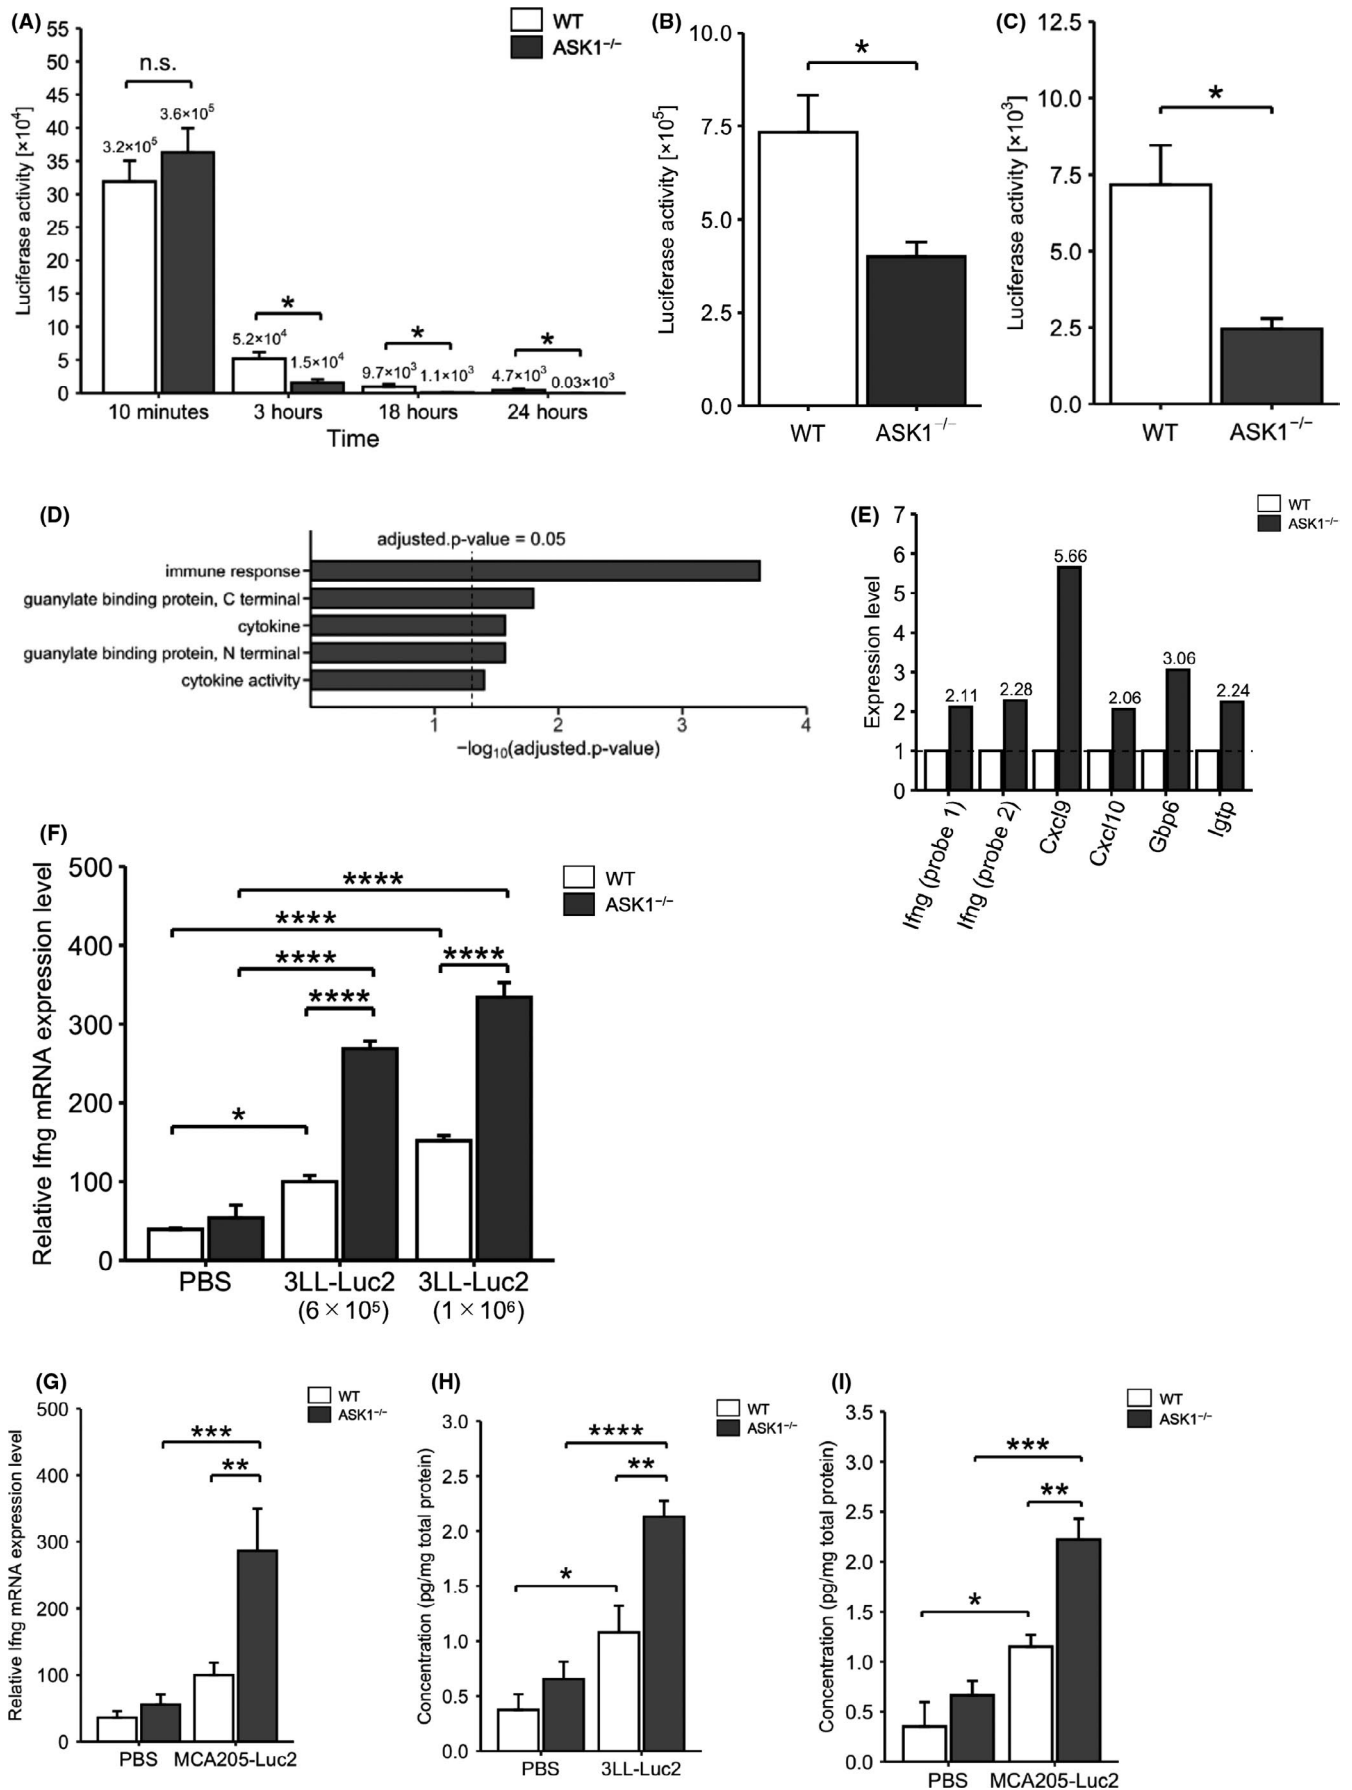 (A)
WT
ASK1⁻/⁻
Luciferase activity [×10⁴]
55
50
45
40
35
30
25
20
15
10
5
0
n.s.
3.2×10⁵
3.6×10⁵
*
5.2×10⁴
1.5×10⁴
*
9.7×10³
1.1×10³
*
4.7×10³
0.03×10³
10 minutes
3 hours
18 hours
24 hours
Time
(B)
Luciferase activity [×10⁵]
10.0
7.5
5.0
2.5
0.0
*
WT
ASK1⁻/⁻
(C)
Luciferase activity [×10³]
12.5
10.0
7.5
5.0
2.5
0.0
*
WT
ASK1⁻/⁻
(D)
adjusted.p-value = 0.05
immune response
guanylate binding protein, C terminal
cytokine
guanylate binding protein, N terminal
cytokine activity
1
2
3
4
−log₁₀(adjusted.p-value)
(E)
WT
ASK1⁻/⁻
Expression level
7
6
5
4
3
2
1
0
2.11
2.28
5.66
2.06
3.06
2.24
Ifng (probe 1)
Ifng (probe 2)
Cxcl9
Cxcl10
Gbp6
Igtp
(F)
WT
ASK1⁻/⁻
Relative Ifng mRNA expression level
500
400
300
200
100
0
****
****
****
****
****
*
PBS
3LL-Luc2
(6×10⁵)
3LL-Luc2
(1×10⁶)
(G)
WT
ASK1⁻/⁻
Relative Ifng mRNA expression level
500
400
300
200
100
0
***
**
PBS
MCA205-Luc2
(H)
WT
ASK1⁻/⁻
Concentration (pg/mg total protein)
3.0
2.5
2.0
1.5
1.0
0.5
0.0
****
**
*
PBS
3LL-Luc2
(I)
WT
ASK1⁻/⁻
Concentration (pg/mg total protein)
3.5
3.0
2.5
2.0
1.5
1.0
0.5
0.0
***
**
*
PBS
MCA205-Luc2